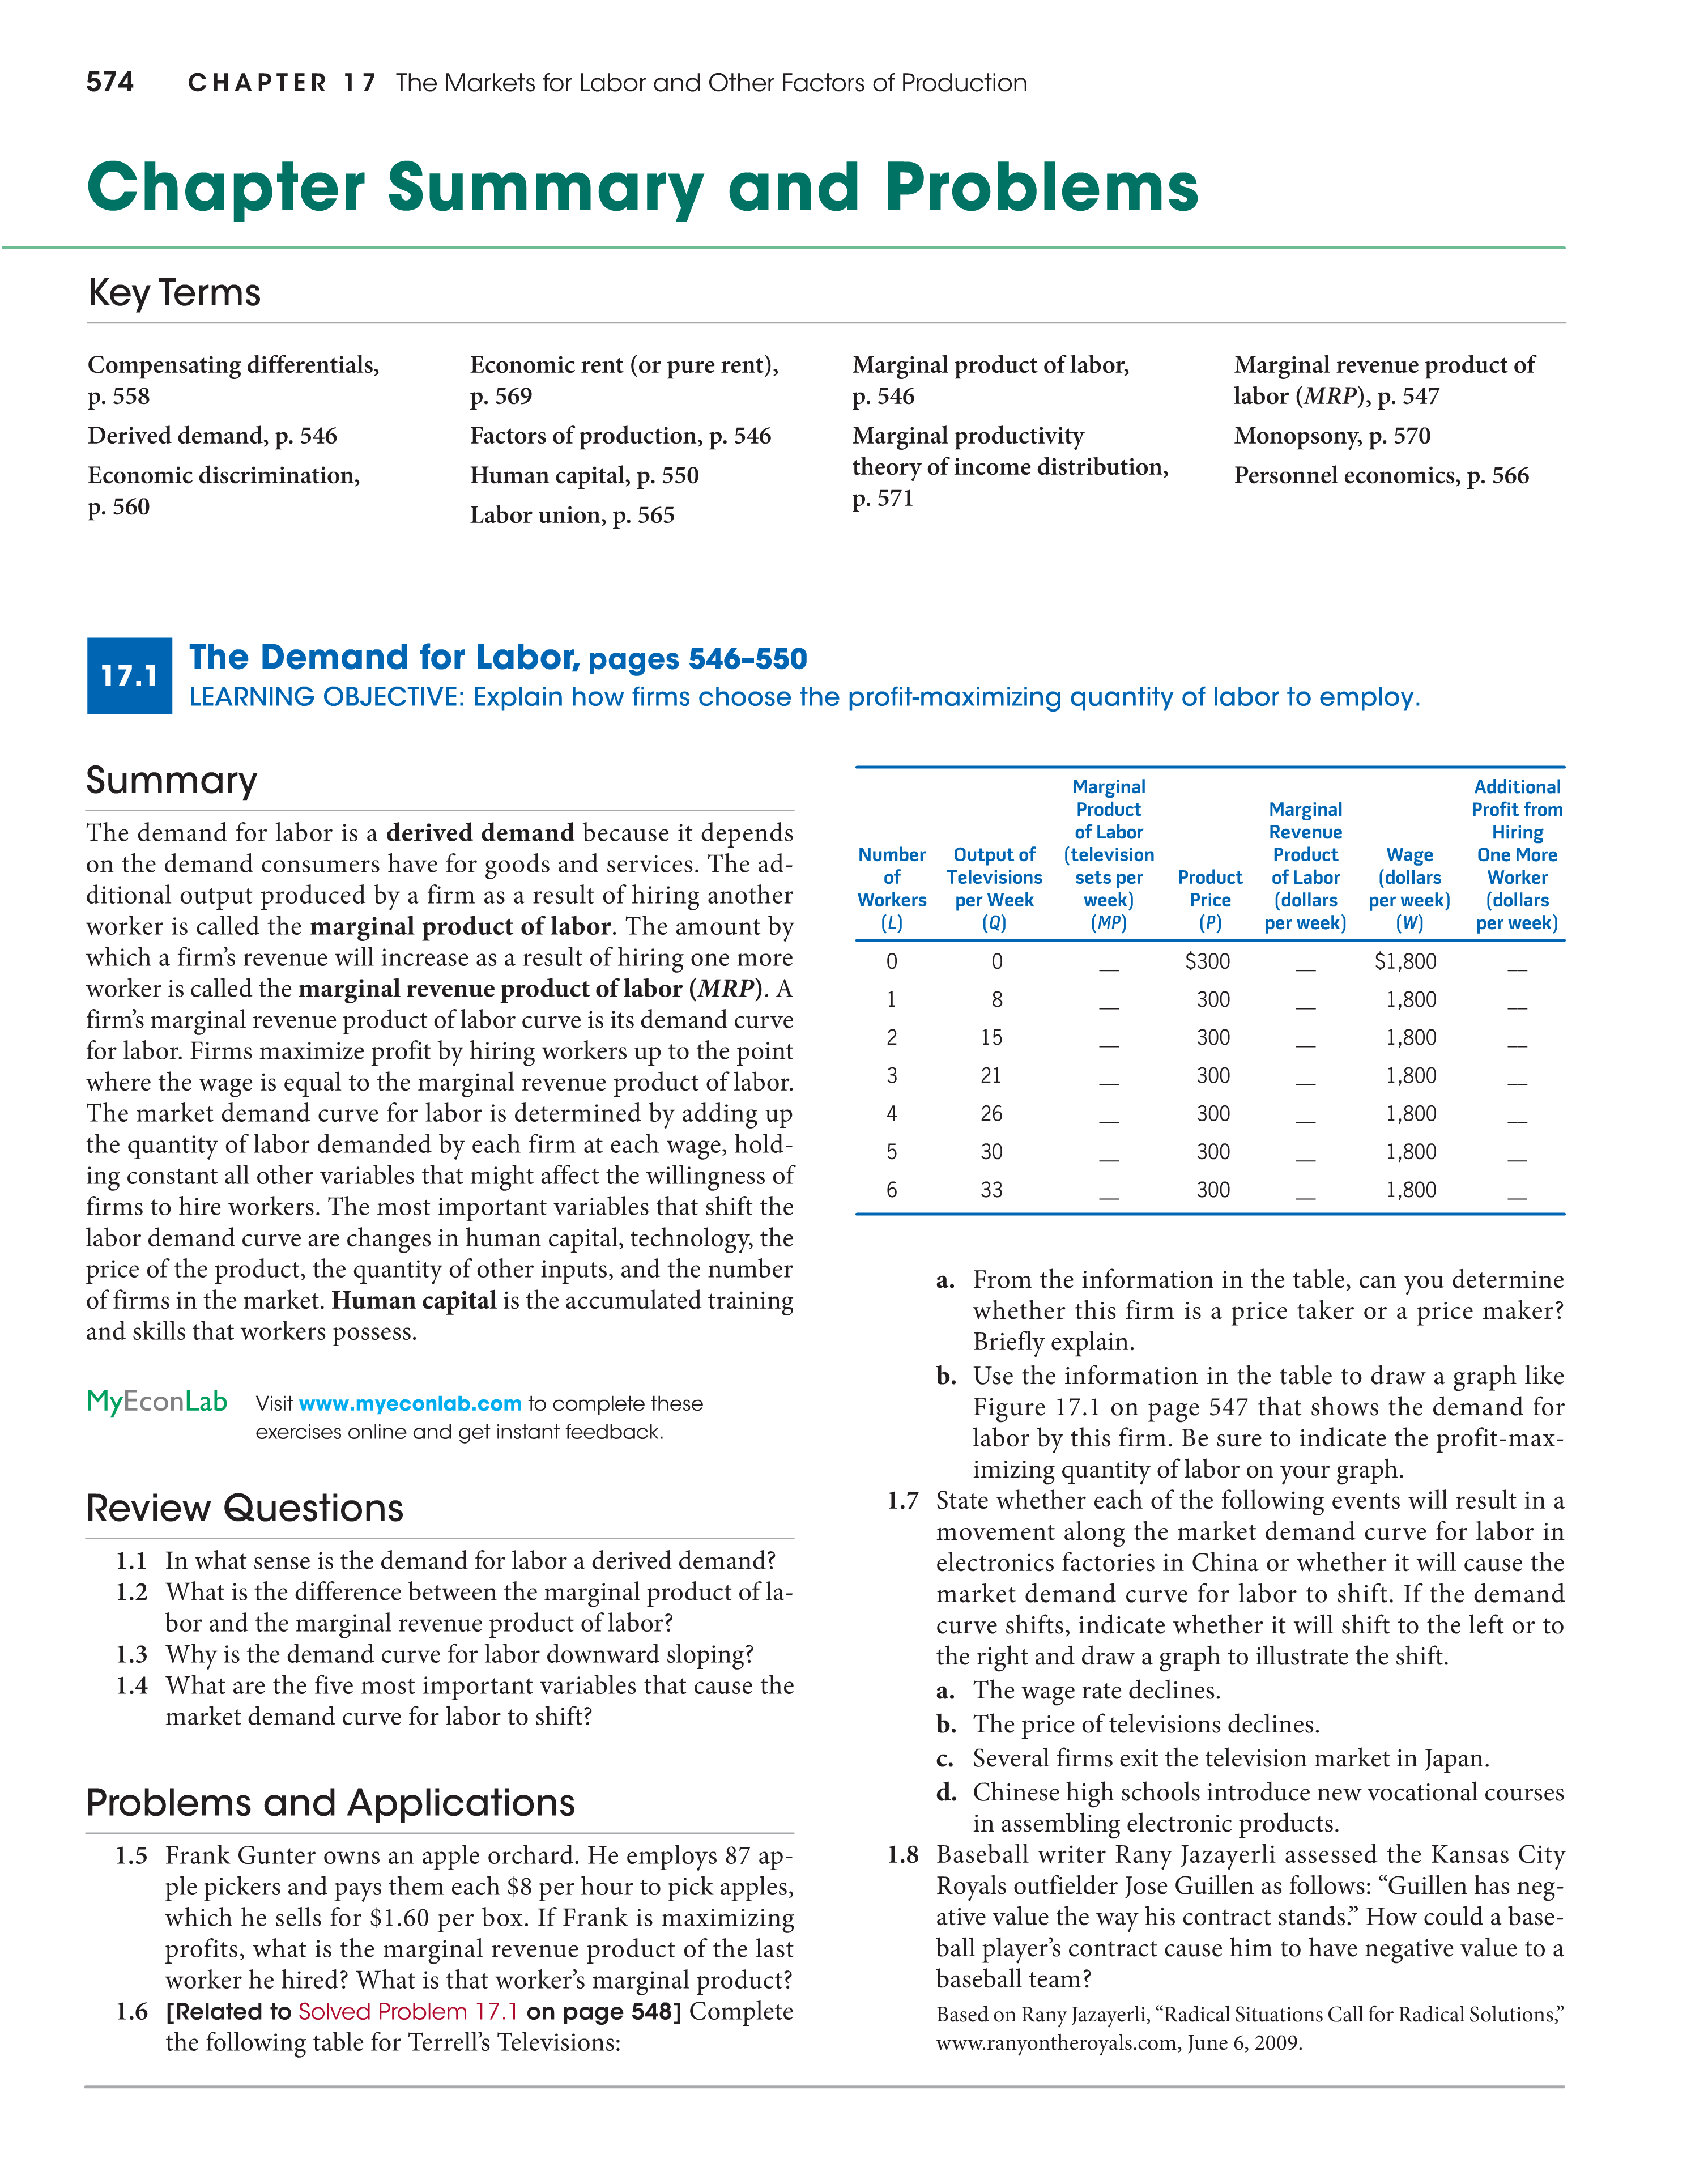 574 CHAPTER 17 The Markets for Labor and Other Factors of Production
Chapter Summary and Problems
Key Terms
Compensating differentials,
p. 558
Derived demand, p. 546
Economic discrimination,
p. 560
Economic rent (or pure rent),
p. 569
Factors of production, p. 546
Human capital, p. 550
Labor union, p. 565
Marginal product of labor,
p. 546
Marginal productivity
theory of income distribution,
p. 571
Marginal revenue product of
labor (MRP), p. 547
Monopsony, p. 570
Personnel economics, p. 566
17.1 The Demand for Labor, pages 546–550
LEARNING OBJECTIVE: Explain how firms choose the profit-maximizing quantity of labor to employ.
Summary
The demand for labor is a derived demand because it depends
on the demand consumers have for goods and services. The ad-
ditional output produced by a firm as a result of hiring another
worker is called the marginal product of labor. The amount by
which a firm's revenue will increase as a result of hiring one more
worker is called the marginal revenue product of labor (MRP). A
firm's marginal revenue product of labor curve is its demand curve
for labor. Firms maximize profit by hiring workers up to the point
where the wage is equal to the marginal revenue product of labor.
The market demand curve for labor is determined by adding up
the quantity of labor demanded by each firm at each wage, hold-
ing constant all other variables that might affect the willingness of
firms to hire workers. The most important variables that shift the
labor demand curve are changes in human capital, technology, the
price of the product, the quantity of other inputs, and the number
of firms in the market. Human capital is the accumulated training
and skills that workers possess.
MyEconLab Visit www.myeconlab.com to complete these
exercises online and get instant feedback.
Review Questions
1.1 In what sense is the demand for labor a derived demand?
1.2 What is the difference between the marginal product of la-
bor and the marginal revenue product of labor?
1.3 Why is the demand curve for labor downward sloping?
1.4 What are the five most important variables that cause the
market demand curve for labor to shift?
Problems and Applications
1.5 Frank Gunter owns an apple orchard. He employs 87 ap-
ple pickers and pays them each $8 per hour to pick apples,
which he sells for $1.60 per box. If Frank is maximizing
profits, what is the marginal revenue product of the last
worker he hired? What is that worker's marginal product?
1.6 [Related to Solved Problem 17.1 on page 548] Complete
the following table for Terrell's Televisions:
Number
of
Workers
(L)
Output of
Televisions
per Week
(Q)
Marginal
Product
of Labor
(television
sets per
week)
(MP)
Product
Price
(P)
Marginal
Revenue
Product
of Labor
(dollars
per week)
Wage
(dollars
per week)
(W)
Additional
Profit from
Hiring
One More
Worker
(dollars
per week)
0 0 __ $300 __ $1,800 __
1 8 __ 300 __ 1,800 __
2 15 __ 300 __ 1,800 __
3 21 __ 300 __ 1,800 __
4 26 __ 300 __ 1,800 __
5 30 __ 300 __ 1,800 __
6 33 __ 300 __ 1,800 __
a. From the information in the table, can you determine
whether this firm is a price taker or a price maker?
Briefly explain.
b. Use the information in the table to draw a graph like
Figure 17.1 on page 547 that shows the demand for
labor by this firm. Be sure to indicate the profit-max-
imizing quantity of labor on your graph.
1.7 State whether each of the following events will result in a
movement along the market demand curve for labor in
electronics factories in China or whether it will cause the
market demand curve for labor to shift. If the demand
curve shifts, indicate whether it will shift to the left or to
the right and draw a graph to illustrate the shift.
a. The wage rate declines.
b. The price of televisions declines.
c. Several firms exit the television market in Japan.
d. Chinese high schools introduce new vocational courses
in assembling electronic products.
1.8 Baseball writer Rany Jazayerli assessed the Kansas City
Royals outfielder Jose Guillen as follows: “Guillen has neg-
ative value the way his contract stands.” How could a base-
ball player's contract cause him to have negative value to a
baseball team?
Based on Rany Jazayerli, “Radical Situations Call for Radical Solutions,”
www.ranyontheroyals.com, June 6, 2009.